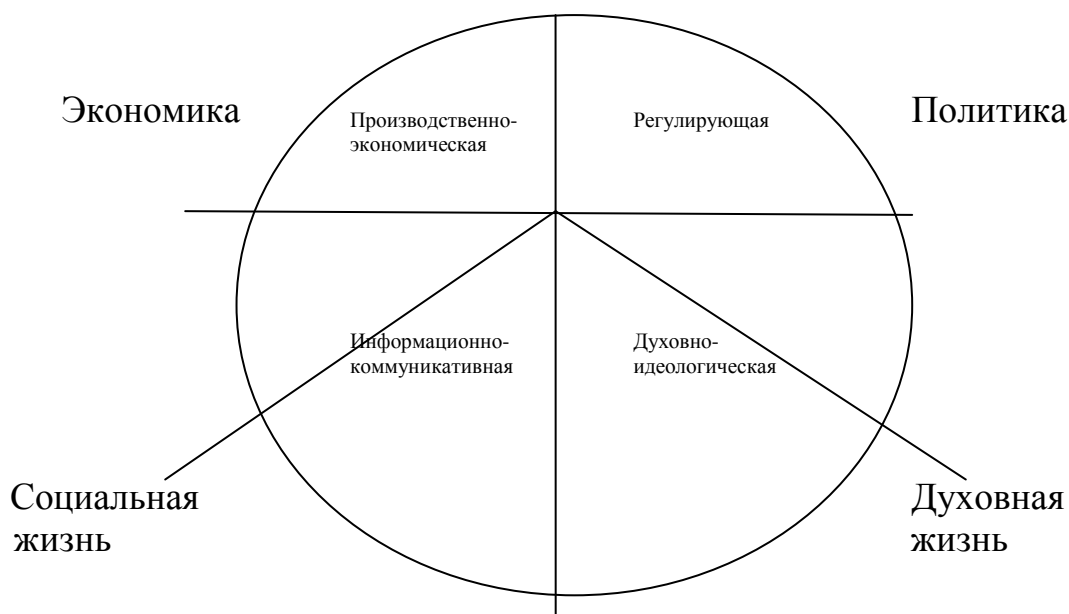 Экономика
Производственно-
экономическая
Регулирующая
Политика
Информационно-
коммуникативная
Духовно-
идеологическая
Социальная
жизнь
Духовная
жизнь